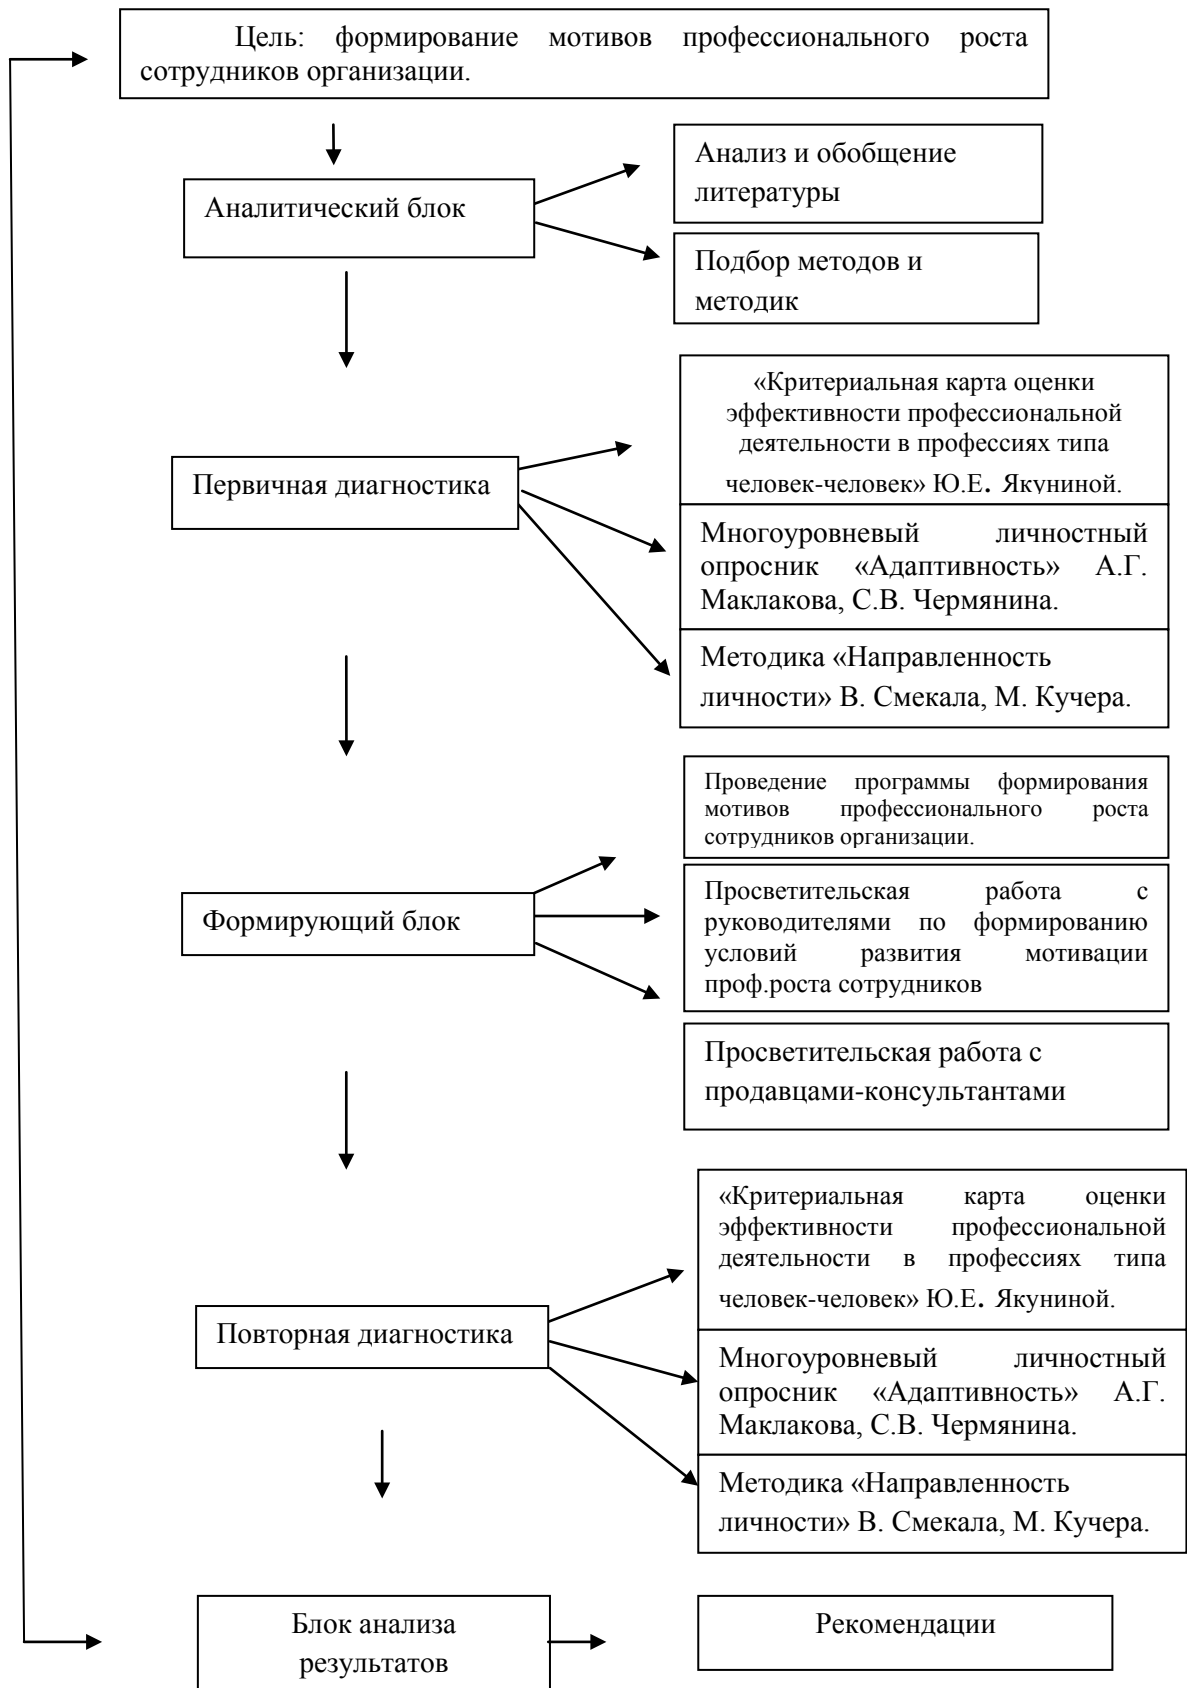 Цель: формирование мотивов профессионального роста
сотрудников организации.
Аналитический блок
Анализ и обобщение
литературы
Подбор методов и
методик
Первичная диагностика
«Критериальная карта оценки
эффективности профессиональной
деятельности в профессиях типа
человек-человек» Ю.Е. Якуниной.
Многоуровневый личностный
опросник «Адаптивность» А.Г.
Маклакова, С.В. Чермянина.
Методика «Направленность
личности» В. Смекала, М. Кучера.
Формирующий блок
Проведение программы формирования
мотивов профессионального роста
сотрудников организации.
Просветительская работа с
руководителями по формированию
условий развития мотивации
проф.роста сотрудников
Просветительская работа с
продавцами-консультантами
Повторная диагностика
«Критериальная карта оценки
эффективности профессиональной
деятельности в профессиях типа
человек-человек» Ю.Е. Якуниной.
Многоуровневый личностный
опросник «Адаптивность» А.Г.
Маклакова, С.В. Чермянина.
Методика «Направленность
личности» В. Смекала, М. Кучера.
Блок анализа
результатов
Рекомендации